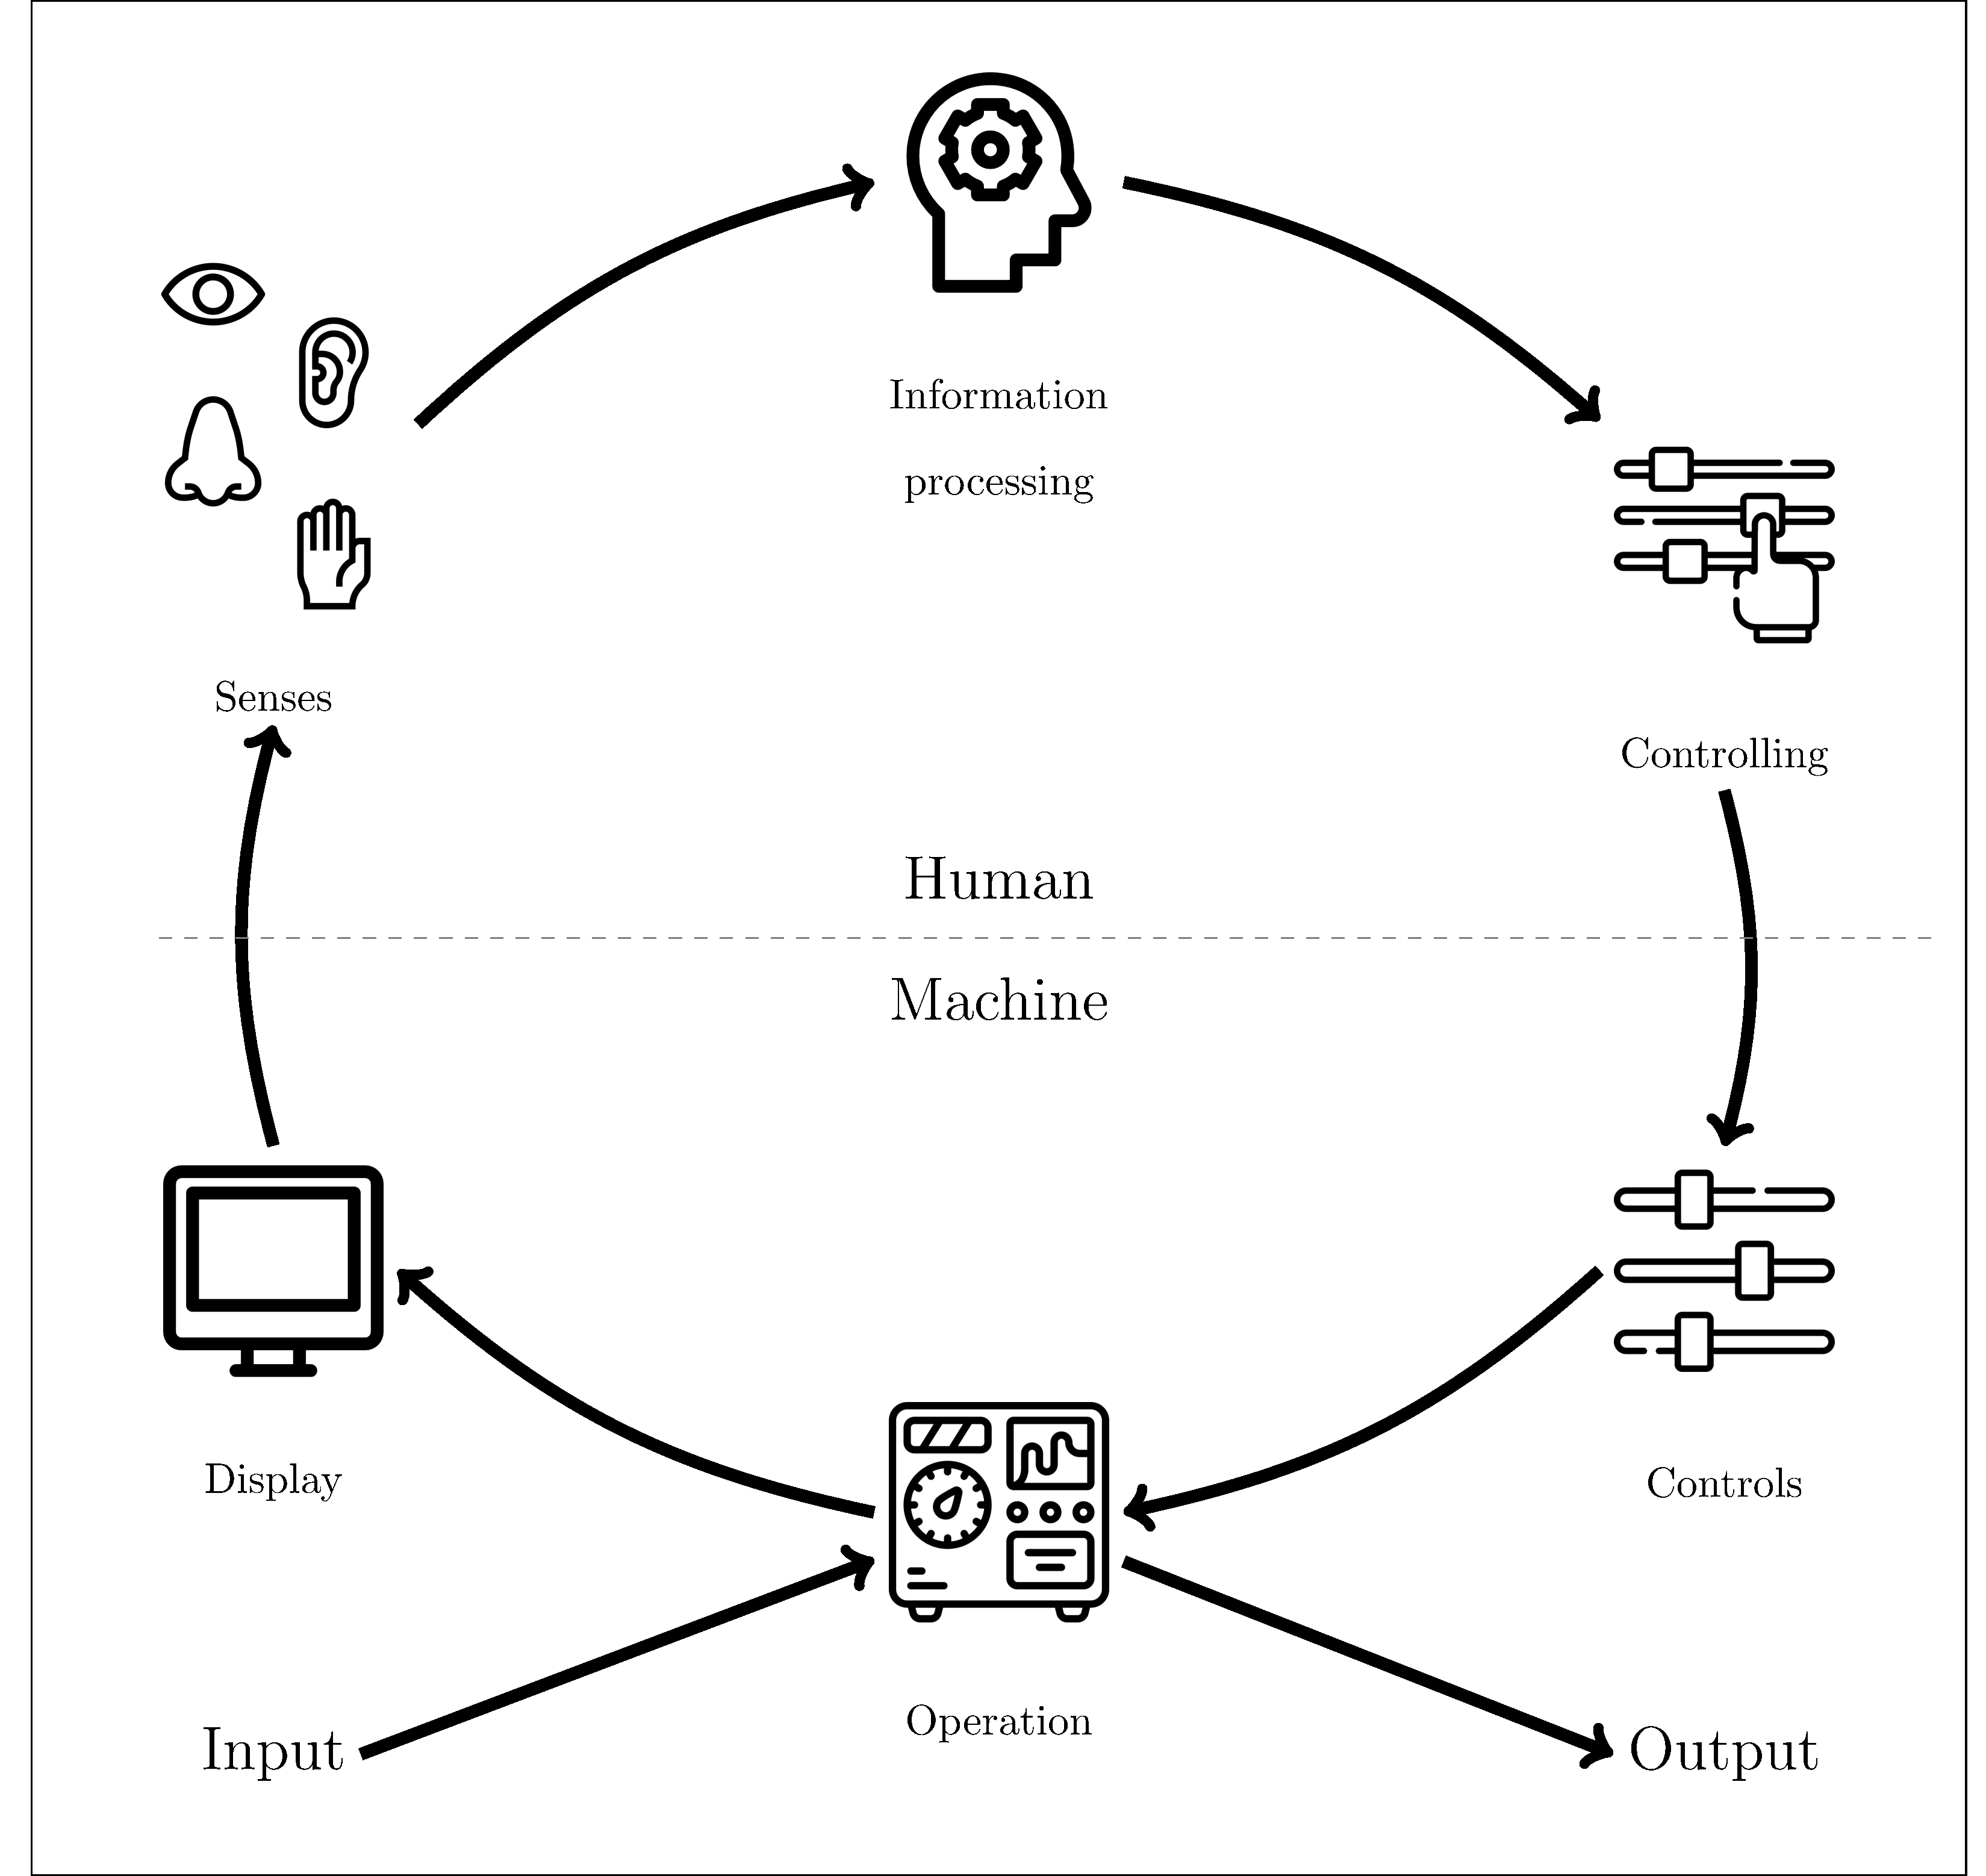 Information
processing
Senses
Controlling
Human
Machine
Display
Controls
Operation
Input
Output